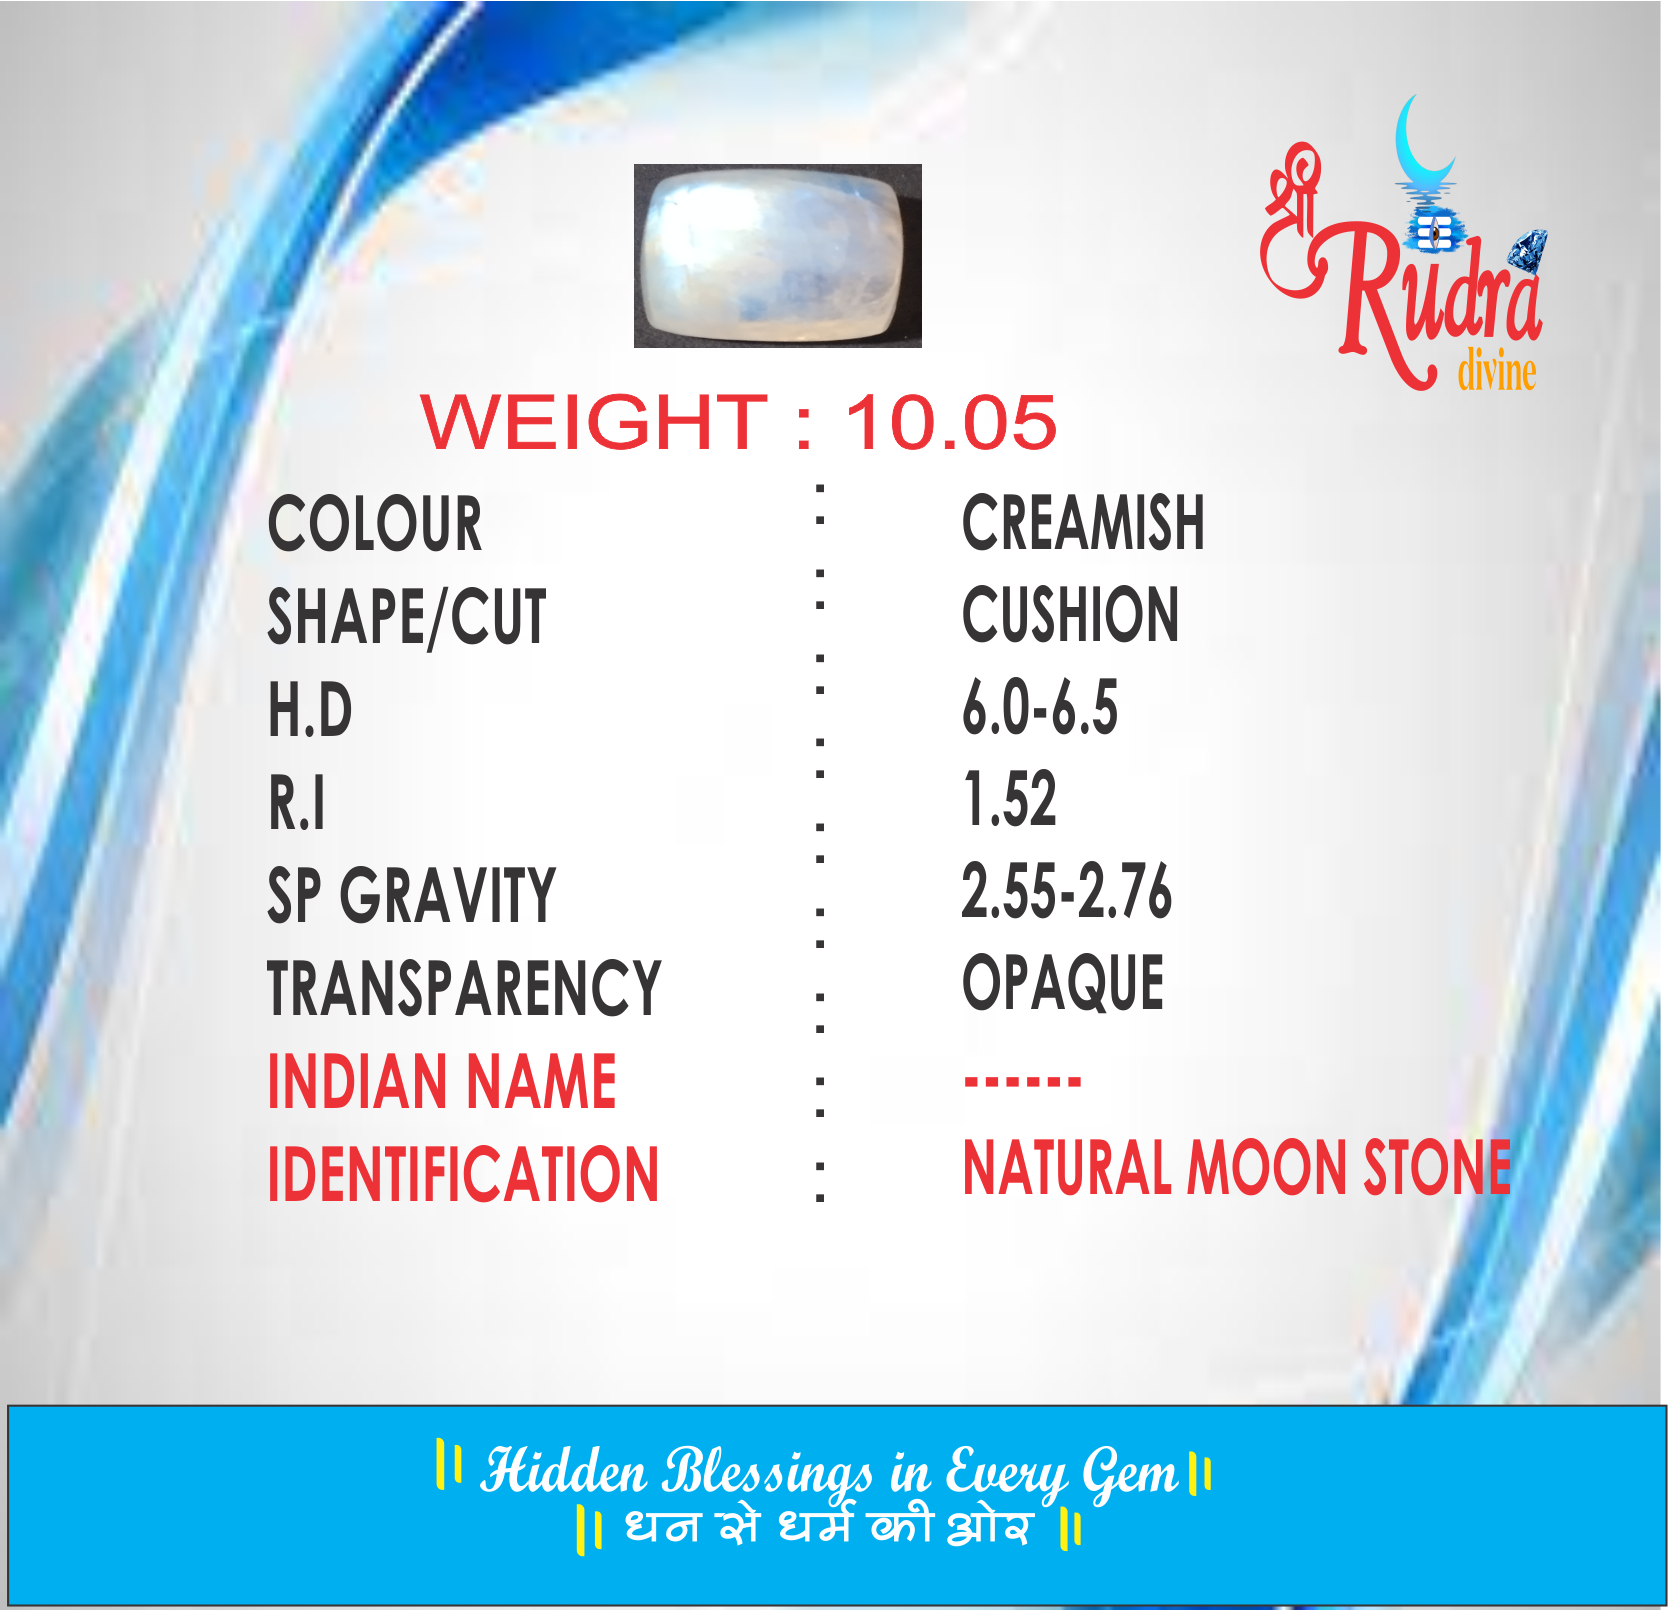 श्री Rudra
divine
WEIGHT : 10.05
COLOUR : CREAMISH
SHAPE/CUT : CUSHION
H.D : 6.0-6.5
R.I : 1.52
SP GRAVITY : 2.55-2.76
TRANSPARENCY : OPAQUE
INDIAN NAME : ------
IDENTIFICATION : NATURAL MOON STONE
|| Hidden Blessings in Every Gem ||
|| धन से धर्म की ओर ||